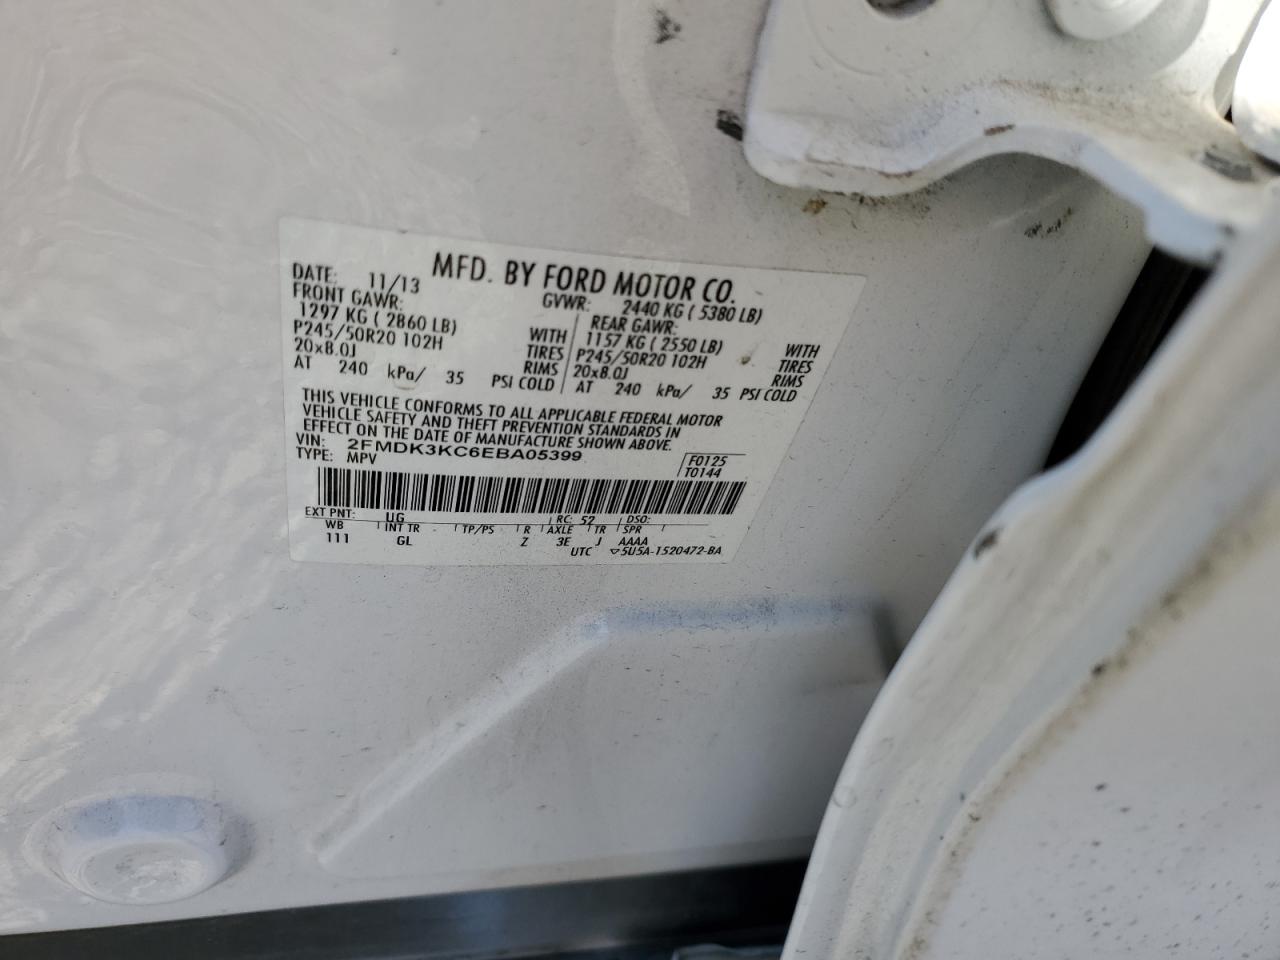 MFD. BY FORD MOTOR CO.
DATE: 11/13 GVWR: 2440 KG ( 5380 LB)
FRONT GAWR: REAR GAWR:
1297 KG ( 2860 LB) WITH 1157 KG ( 2550 LB) WITH
P245/50R20 102H TIRES P245/50R20 102H TIRES
20x8.0J RIMS 20x8.0J RIMS
AT 240 kPa/ 35 PSI COLD AT 240 kPa/ 35 PSI COLD
THIS VEHICLE CONFORMS TO ALL APPLICABLE FEDERAL MOTOR
VEHICLE SAFETY AND THEFT PREVENTION STANDARDS IN
EFFECT ON THE DATE OF MANUFACTURE SHOWN ABOVE.
VIN: 2FMDK3KC6EBA05399 F0125
TYPE: MPV T0144
EXT PNT: UG RC: 52 DSO:
WB INT TR TP/PS R AXLE TR SPR
111 GL Z 3E J AAAA
UTC ▽5U5A-1520472-BA